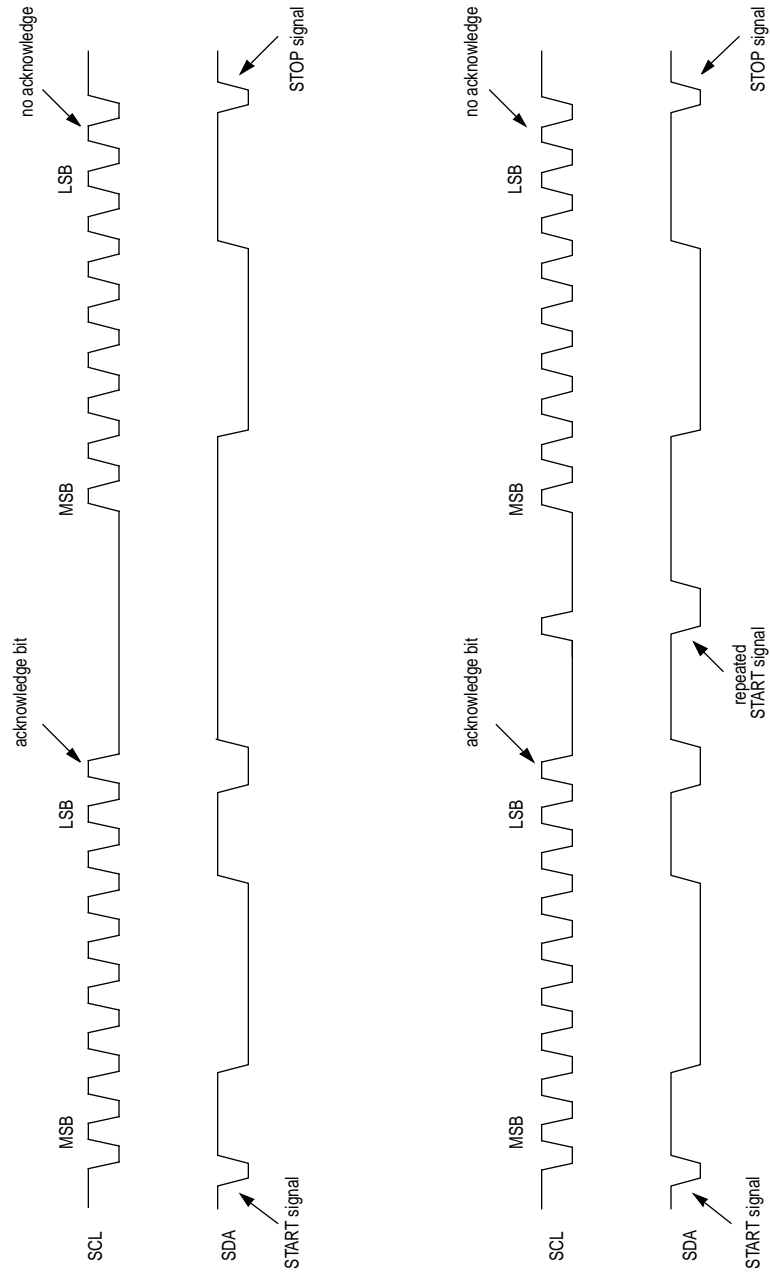 SCL
MSB
LSB
acknowledge bit
MSB
LSB
no acknowledge
SDA
START signal
STOP signal
SCL
MSB
LSB
acknowledge bit
MSB
LSB
no acknowledge
SDA
START signal
repeated
START signal
STOP signal